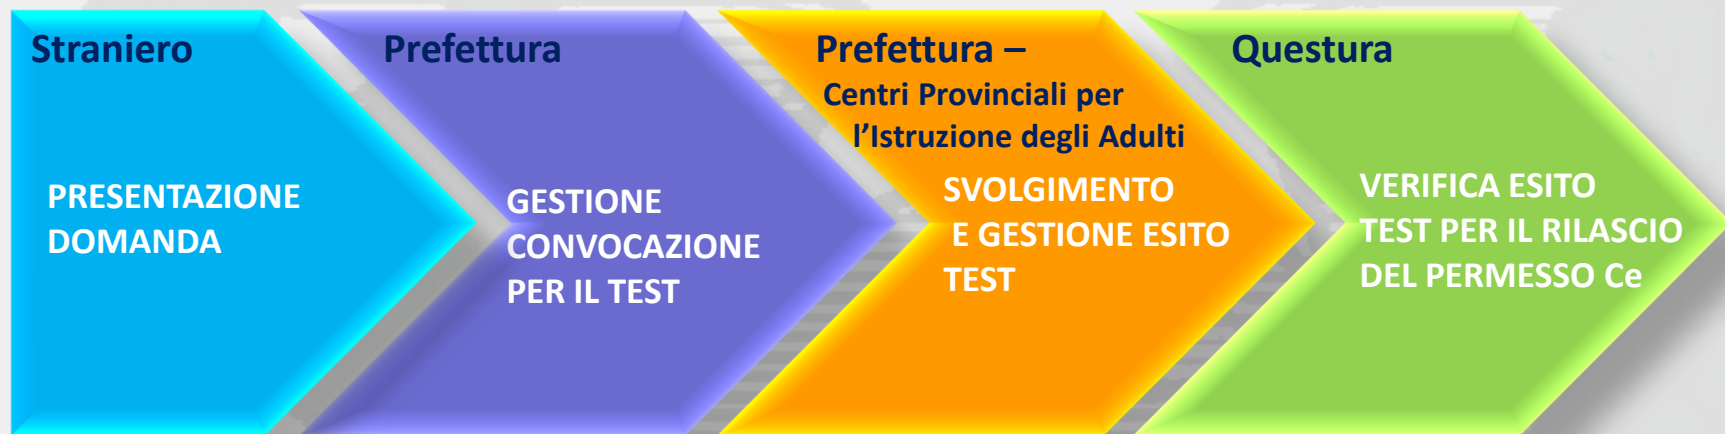 Straniero
PRESENTAZIONE
DOMANDA
Prefettura
GESTIONE
CONVOCAZIONE
PER IL TEST
Prefettura –
Centri Provinciali per
l’Istruzione degli Adulti
SVOLGIMENTO
E GESTIONE ESITO
TEST
Questura
VERIFICA ESITO
TEST PER IL RILASCIO
DEL PERMESSO Ce